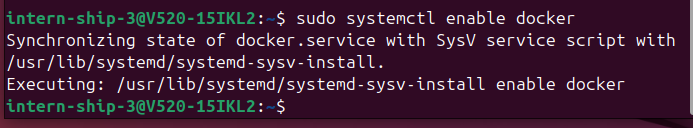 intern-ship-3@V520-15IKL2:~$ sudo systemctl enable docker
Synchronizing state of docker.service with SysV service script with
/usr/lib/systemd/systemd-sysv-install.
Executing: /usr/lib/systemd/systemd-sysv-install enable docker
intern-ship-3@V520-15IKL2:~$